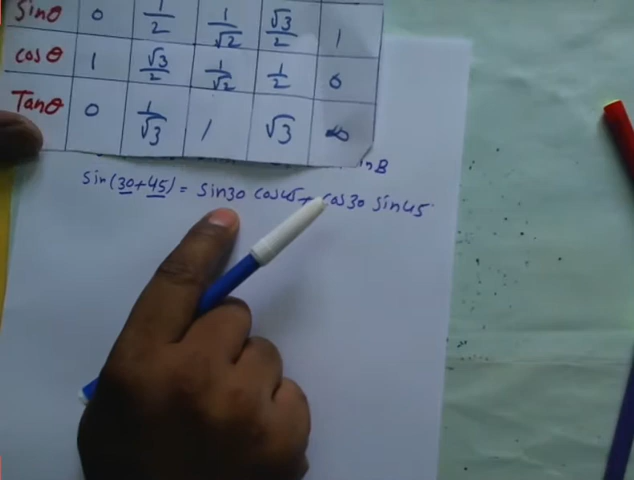 Sinθ 0 1/2 1/√2 √3/2 1
cosθ 1 √3/2 1/√2 1/2 0
Tanθ 0 1/√3 1 √3 ∞
in B
sin(30+45) = sin30 cos45 + cos30 sin45